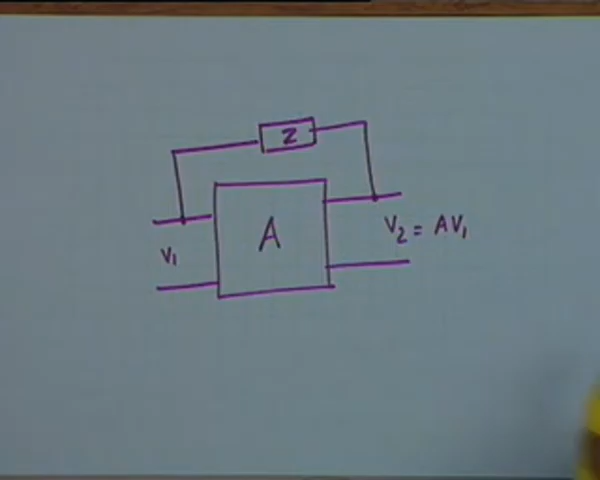 Z
A
V₁
V₂ = AV₁